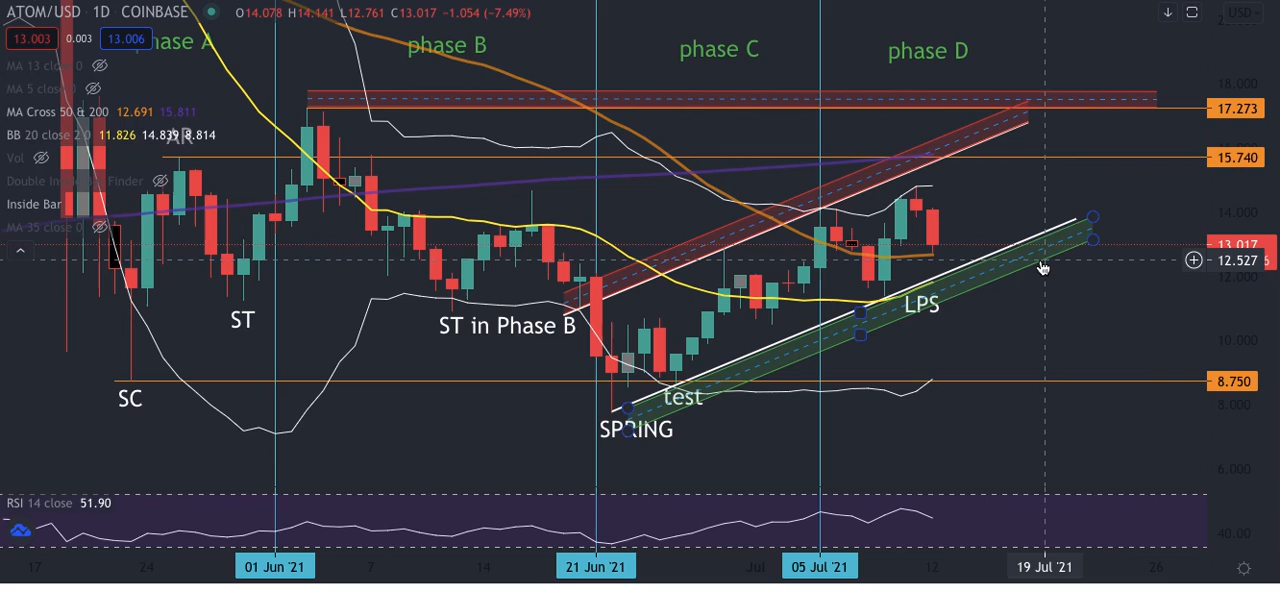 ATOM/USD · 1D · COINBASE O14.078 H14.141 L12.761 C13.017 −1.054 (−7.49%)
USD
13.003 0.003 13.006
phase A
phase B
phase C
phase D
MA 13 close 0
MA 5 close 0
MA Cross 50 & 200 12.691 15.811
BB 20 close 2 0 11.826 14.839 8.814
AR
Vol
Inside Bar
MA 35 close 0
18.000
17.273
15.740
14.000
13.017
12.527
12.000
10.000
8.750
8.000
6.000
ST
ST in Phase B
LPS
SC
test
SPRING
RSI 14 close 51.90
40.00
17 24 01 Jun '21 7 14 21 Jun '21 Jul 05 Jul '21 12 19 Jul '21 26